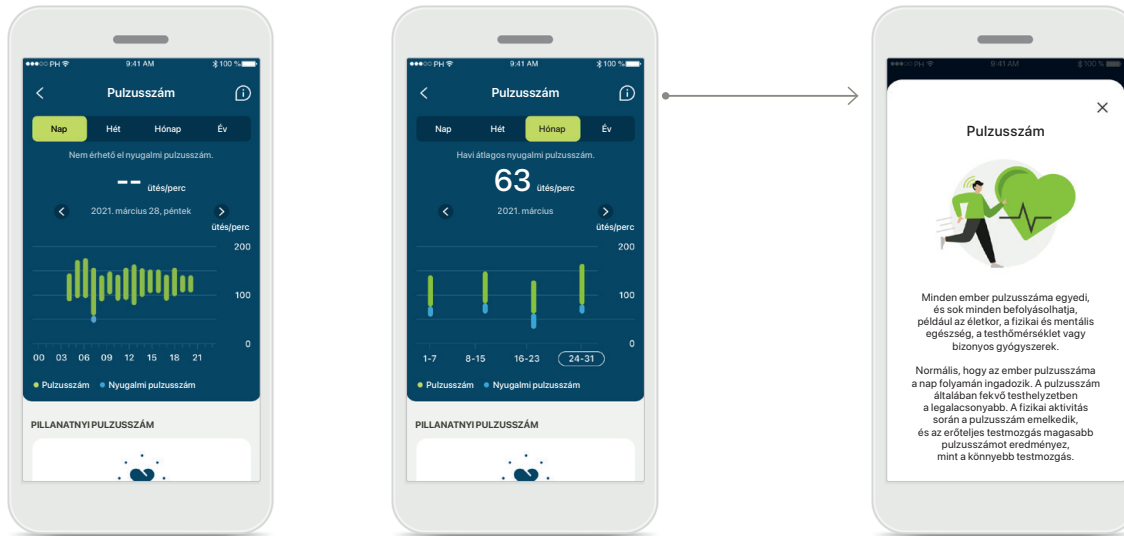 PH 9:41 AM 100 %
Pulzusszám
Nap Hét Hónap Év
Nem érhető el nyugalmi pulzusszám.
-- ütés/perc
2021. március 28, péntek
ütés/perc
200
100
0
00 03 06 09 12 15 18 21
Pulzusszám Nyugalmi pulzusszám
PILLANATNYI PULZUSSZÁM
PH 9:41 AM 100 %
Pulzusszám
Nap Hét Hónap Év
Havi átlagos nyugalmi pulzusszám.
63 ütés/perc
2021. március
ütés/perc
200
100
0
1-7 8-15 16-23 24-31
Pulzusszám Nyugalmi pulzusszám
PILLANATNYI PULZUSSZÁM
PH 9:41 AM 100 %
Pulzusszám
Minden ember pulzusszáma egyedi,
és sok minden befolyásolhatja,
például az életkor, a fizikai és mentális
egészség, a testhőmérséklet vagy
bizonyos gyógyszerek.
Normális, hogy az ember pulzusszáma
a nap folyamán ingadozik. A pulzusszám
általában fekvő testhelyzetben
a legalacsonyabb. A fizikai aktivitás
során a pulzusszám emelkedik,
és az erőteljes testmozgás magasabb
pulzusszámot eredményez,
mint a könnyebb testmozgás.